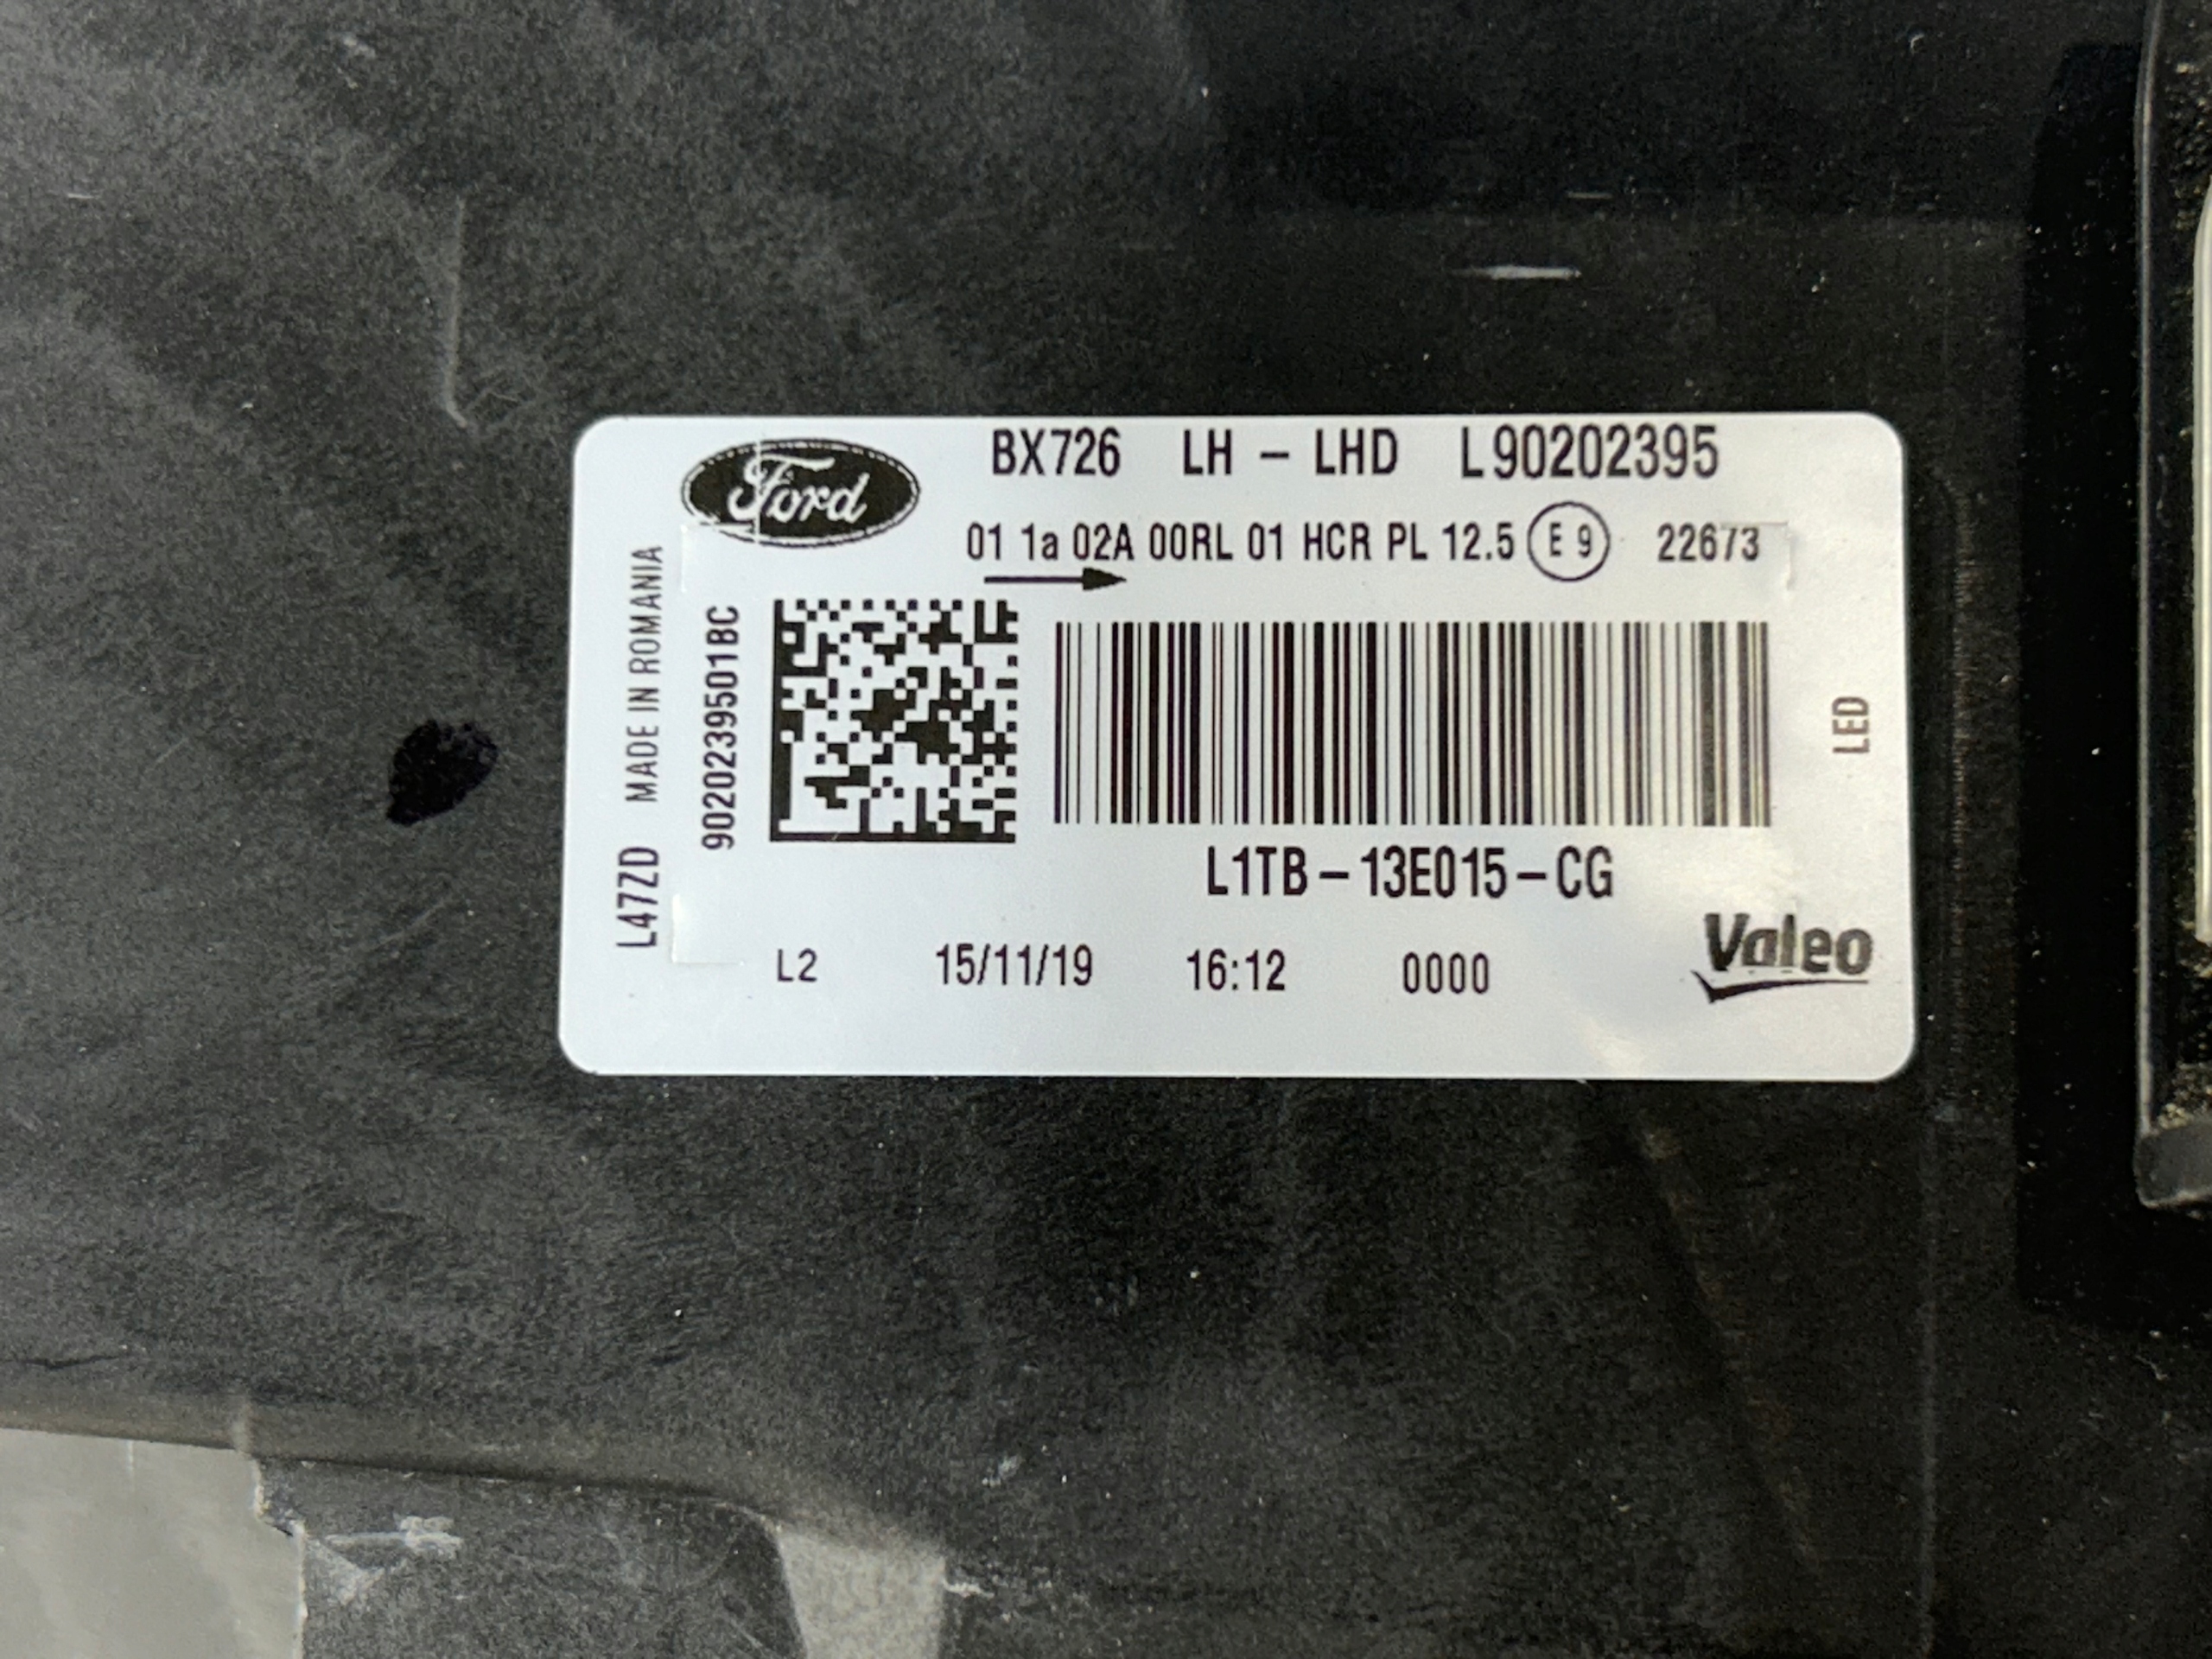 Ford
BX726 LH - LHD L90202395
01 1a 02A 00RL 01 HCR PL 12.5 E 9 22673
L47ZD MADE IN ROMANIA
9020239501BC
LED
L1TB-13E015-CG
Valeo
L2 15/11/19 16:12 0000